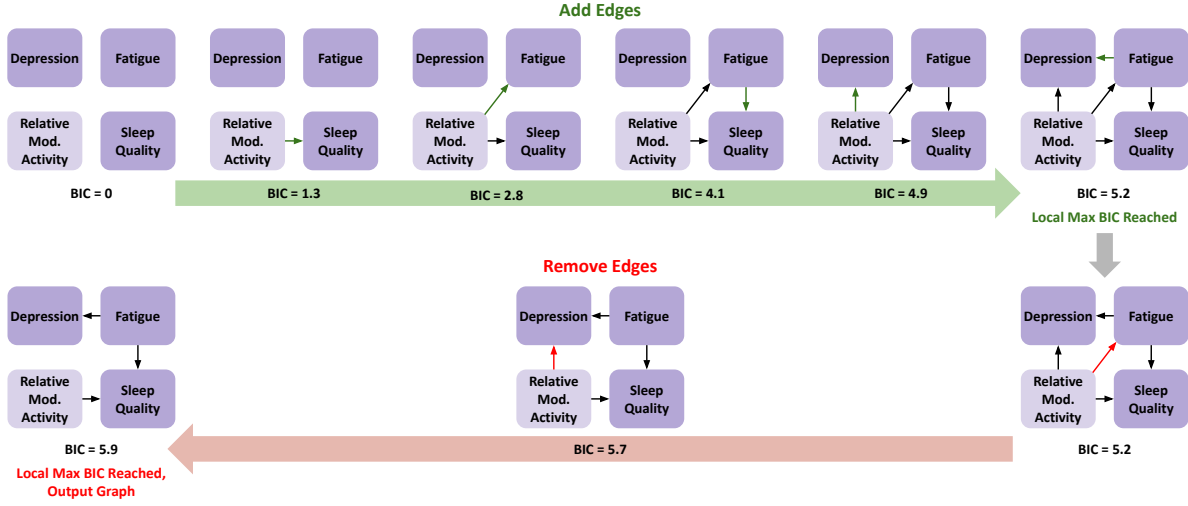 Add Edges
Depression
Fatigue
Relative
Mod.
Activity
Sleep
Quality
BIC = 0
Depression
Fatigue
Relative
Mod.
Activity
Sleep
Quality
BIC = 1.3
Depression
Fatigue
Relative
Mod.
Activity
Sleep
Quality
BIC = 2.8
Depression
Fatigue
Relative
Mod.
Activity
Sleep
Quality
BIC = 4.1
Depression
Fatigue
Relative
Mod.
Activity
Sleep
Quality
BIC = 4.9
Depression
Fatigue
Relative
Mod.
Activity
Sleep
Quality
BIC = 5.2
Local Max BIC Reached
Remove Edges
Depression
Fatigue
Relative
Mod.
Activity
Sleep
Quality
BIC = 5.9
Local Max BIC Reached,
Output Graph
Depression
Fatigue
Relative
Mod.
Activity
Sleep
Quality
BIC = 5.7
Depression
Fatigue
Relative
Mod.
Activity
Sleep
Quality
BIC = 5.2